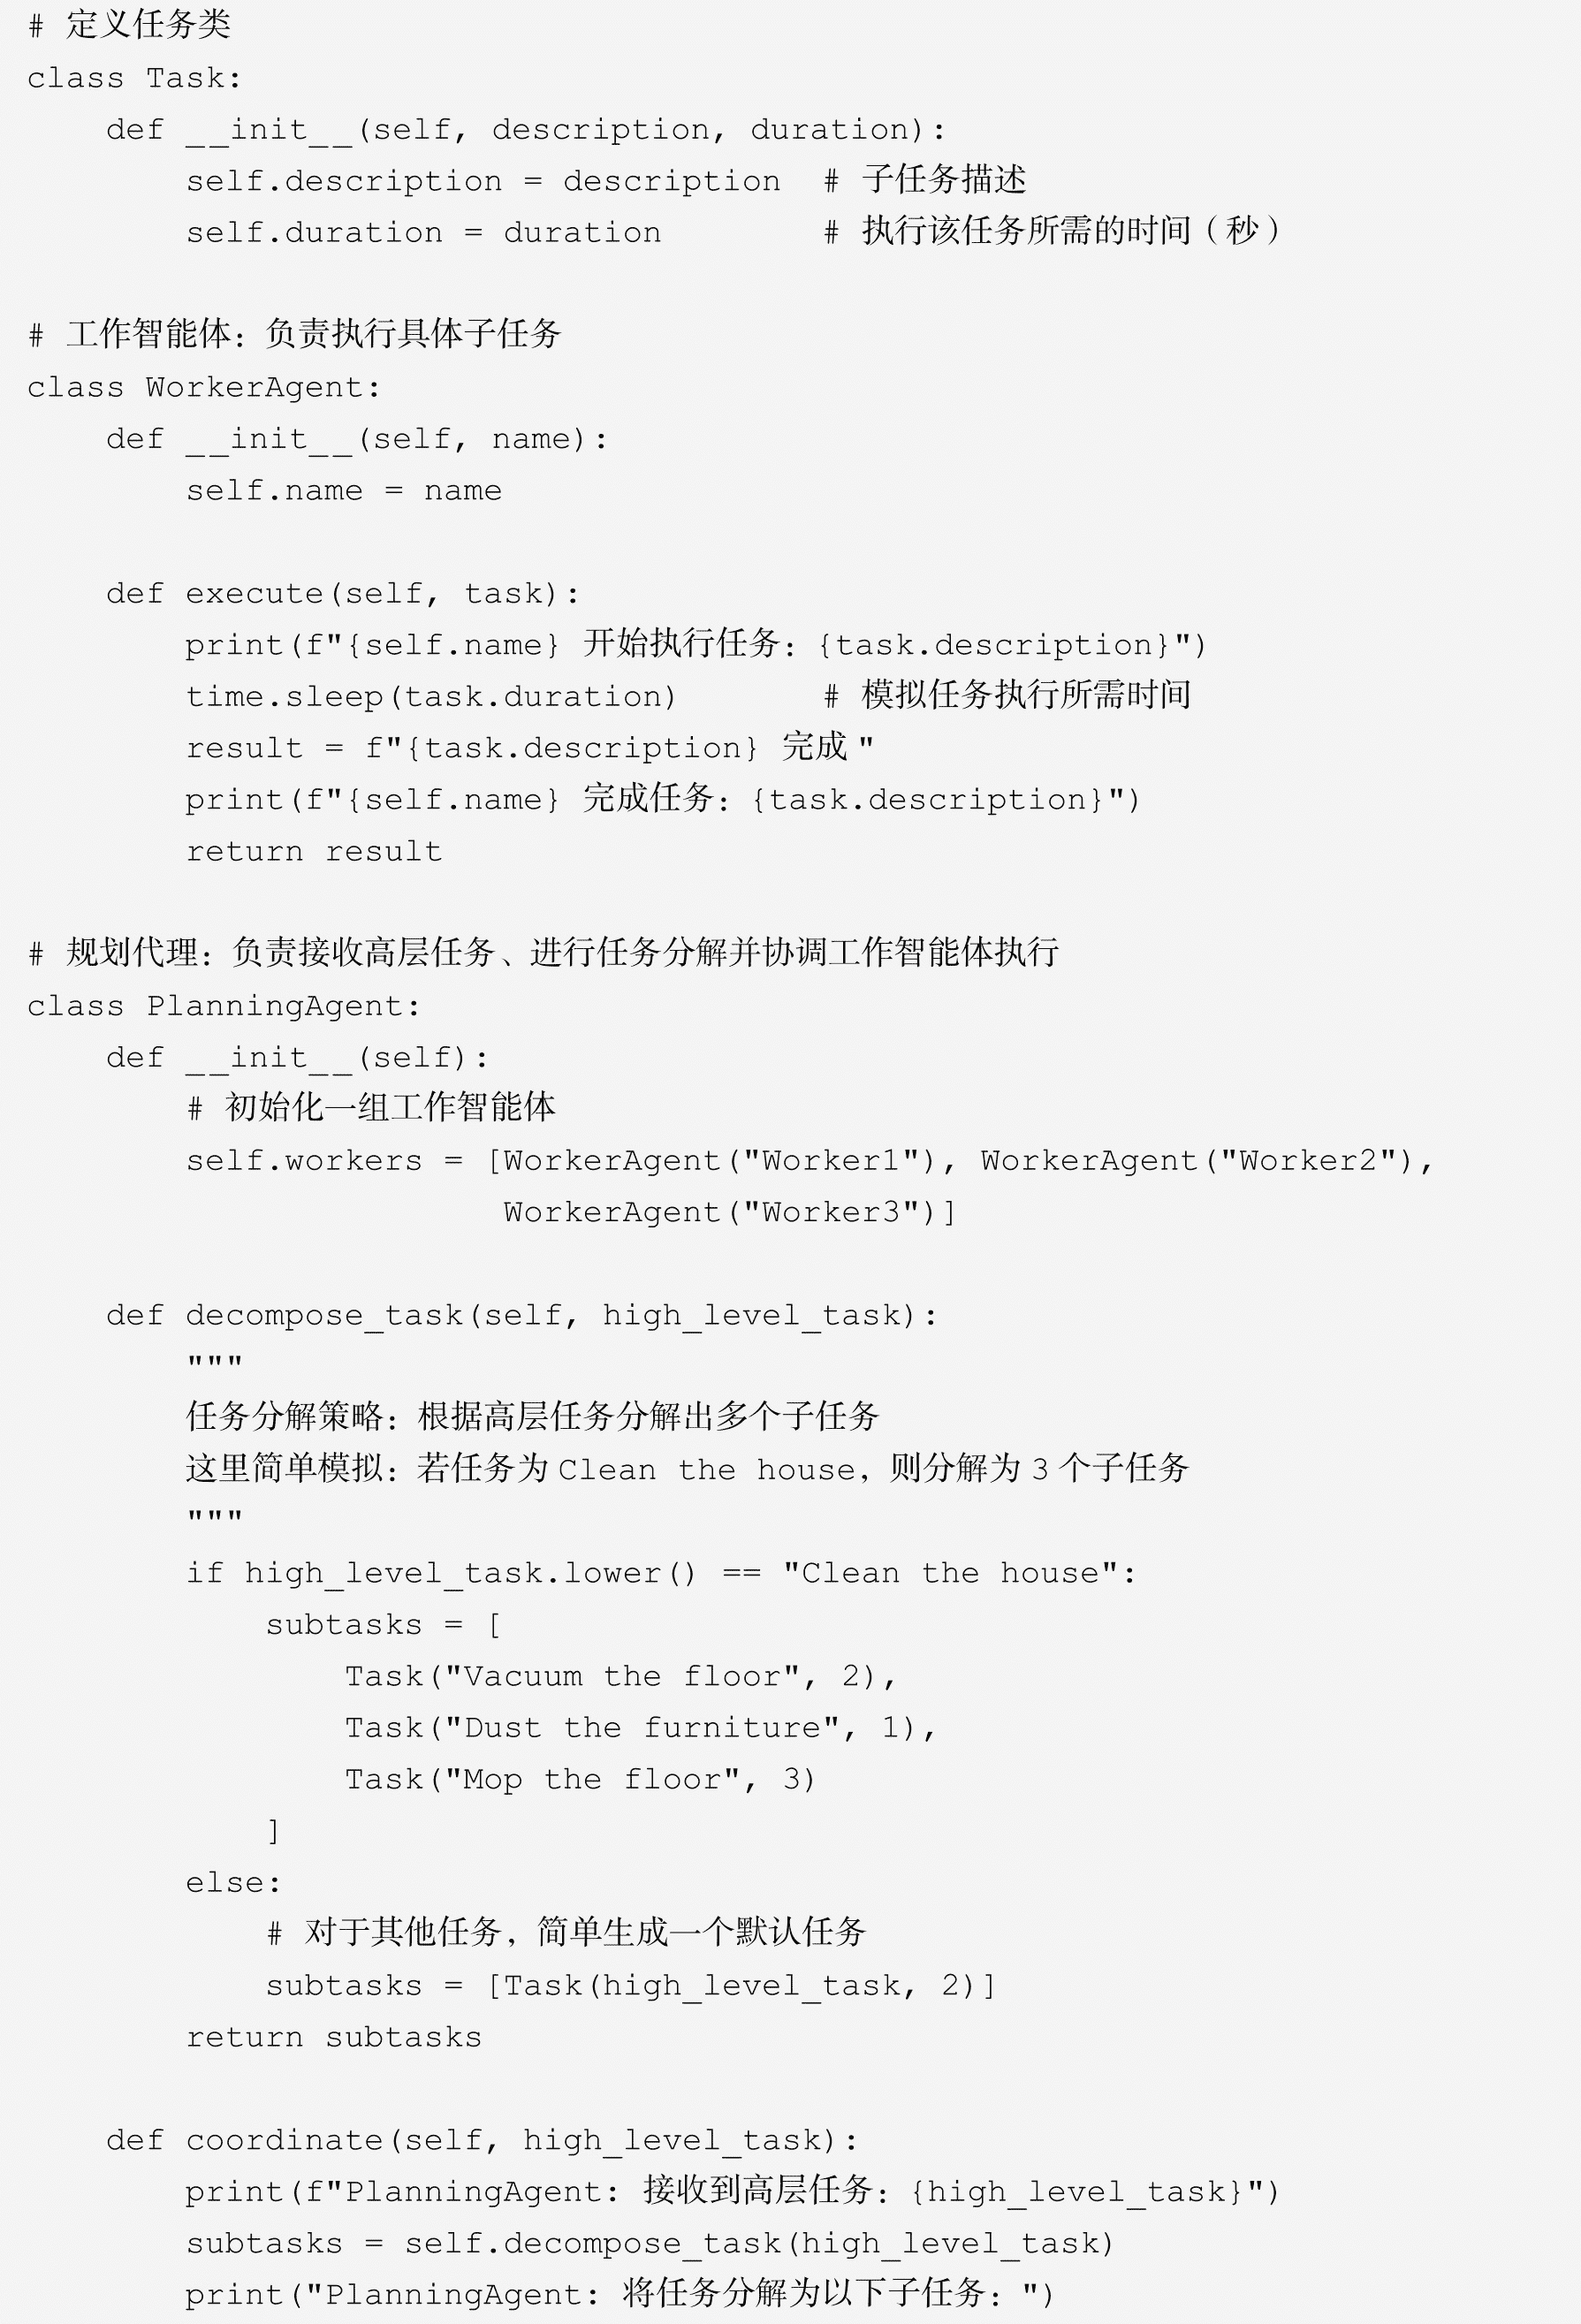 # 定义任务类
class Task:
    def __init__(self, description, duration):
        self.description = description  # 子任务描述
        self.duration = duration        # 执行该任务所需的时间（秒）
# 工作智能体：负责执行具体子任务
class WorkerAgent:
    def __init__(self, name):
        self.name = name
    def execute(self, task):
        print(f"{self.name} 开始执行任务：{task.description}")
        time.sleep(task.duration)       # 模拟任务执行所需时间
        result = f"{task.description} 完成 "
        print(f"{self.name} 完成任务：{task.description}")
        return result
# 规划代理：负责接收高层任务、进行任务分解并协调工作智能体执行
class PlanningAgent:
    def __init__(self):
        # 初始化一组工作智能体
        self.workers = [WorkerAgent("Worker1"), WorkerAgent("Worker2"),
                        WorkerAgent("Worker3")]
    def decompose_task(self, high_level_task):
        """
        任务分解策略：根据高层任务分解出多个子任务
        这里简单模拟：若任务为 Clean the house，则分解为 3 个子任务
        """
        if high_level_task.lower() == "Clean the house":
            subtasks = [
                Task("Vacuum the floor", 2),
                Task("Dust the furniture", 1),
                Task("Mop the floor", 3)
            ]
        else:
            # 对于其他任务，简单生成一个默认任务
            subtasks = [Task(high_level_task, 2)]
        return subtasks
    def coordinate(self, high_level_task):
        print(f"PlanningAgent: 接收到高层任务：{high_level_task}")
        subtasks = self.decompose_task(high_level_task)
        print("PlanningAgent: 将任务分解为以下子任务：")